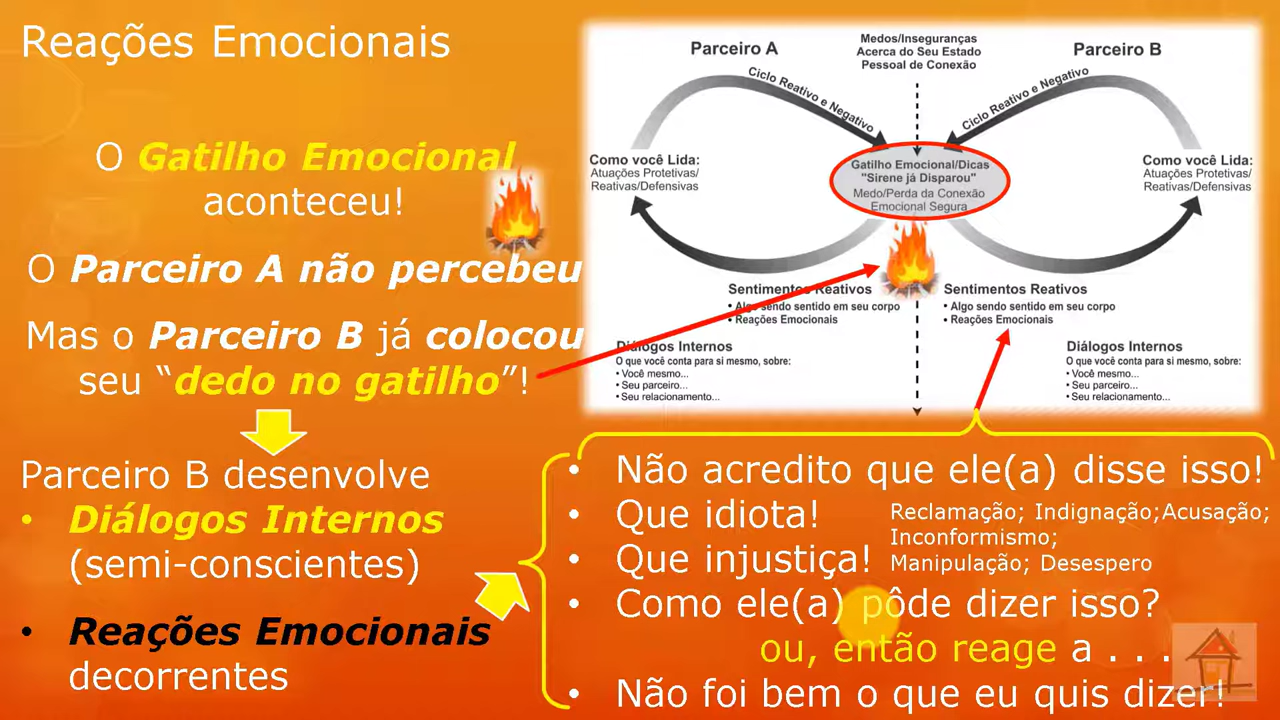 Reações Emocionais
O Gatilho Emocional
aconteceu!
O Parceiro A não percebeu
Mas o Parceiro B já colocou
seu “dedo no gatilho”!
Parceiro B desenvolve
• Diálogos Internos
(semi-conscientes)
• Reações Emocionais
decorrentes
Parceiro A
Medos/Inseguranças
Acerca do Seu Estado
Pessoal de Conexão
Parceiro B
Ciclo Reativo e Negativo
Ciclo Reativo e Negativo
Como você Lida:
Atuações Protetivas/
Reativas/Defensivas
Gatilho Emocional/Dicas
"Sirene já Disparou"
Medo/Perda da Conexão
Emocional Segura
Como você Lida:
Atuações Protetivas/
Reativas/Defensivas
Sentimentos Reativos
• Algo sendo sentido em seu corpo
• Reações Emocionais
Sentimentos Reativos
• Algo sendo sentido em seu corpo
• Reações Emocionais
Diálogos Internos
O que você conta para si mesmo, sobre:
• Você mesmo...
• Seu parceiro...
• Seu relacionamento...
Diálogos Internos
O que você conta para si mesmo, sobre:
• Você mesmo...
• Seu parceiro...
• Seu relacionamento...
• Não acredito que ele(a) disse isso!
• Que idiota!
• Que injustiça!
Reclamação; Indignação;Acusação;
Inconformismo;
Manipulação; Desespero
• Como ele(a) pôde dizer isso?
ou, então reage a . . .
• Não foi bem o que eu quis dizer!